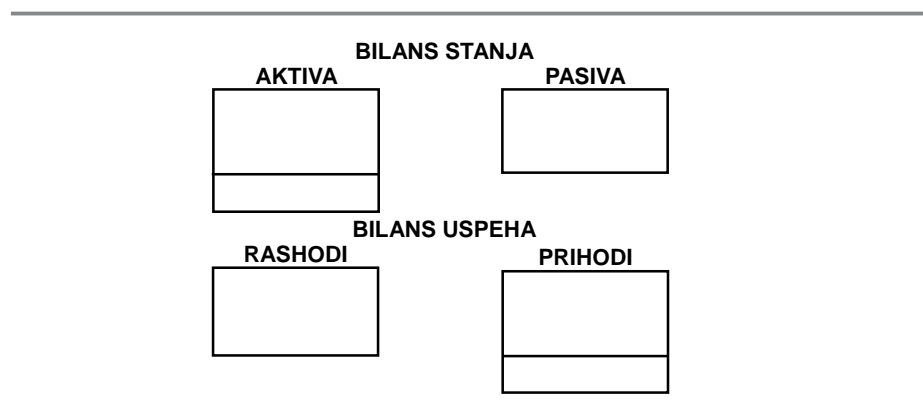 BILANS STANJA
AKTIVA PASIVA
BILANS USPEHA
RASHODI PRIHODI